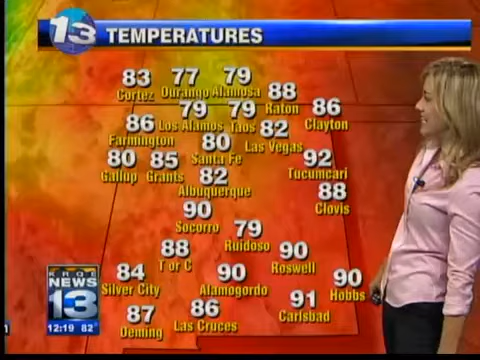 13 TEMPERATURES
83 77 79
Cortez Durango Alamosa
88
Raton
79 79
Los Alamos Taos
86
Clayton
86
Farmington
82
Las Vegas
80
Santa Fe
80 85
Gallup Grants
92
Tucumcari
82
Albuquerque
88
Clovis
90
Socorro
79
Ruidoso
88
T or C
90
Roswell
84
Silver City
90
Alamogordo
90
Hobbs
91
Carlsbad
86
Las Cruces
87
Deming
KRQE
NEWS
13
12:19 82°